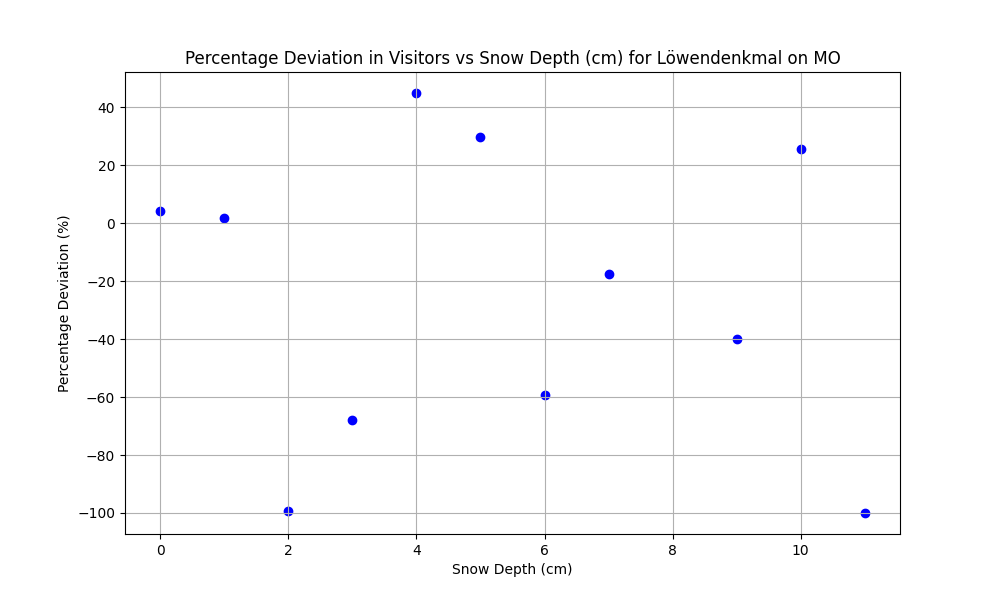 Percentage Deviation in Visitors vs Snow Depth (cm) for Löwendenkmal on MO
Percentage Deviation (%)
40
20
0
−20
−40
−60
−80
−100
0 2 4 6 8 10
Snow Depth (cm)